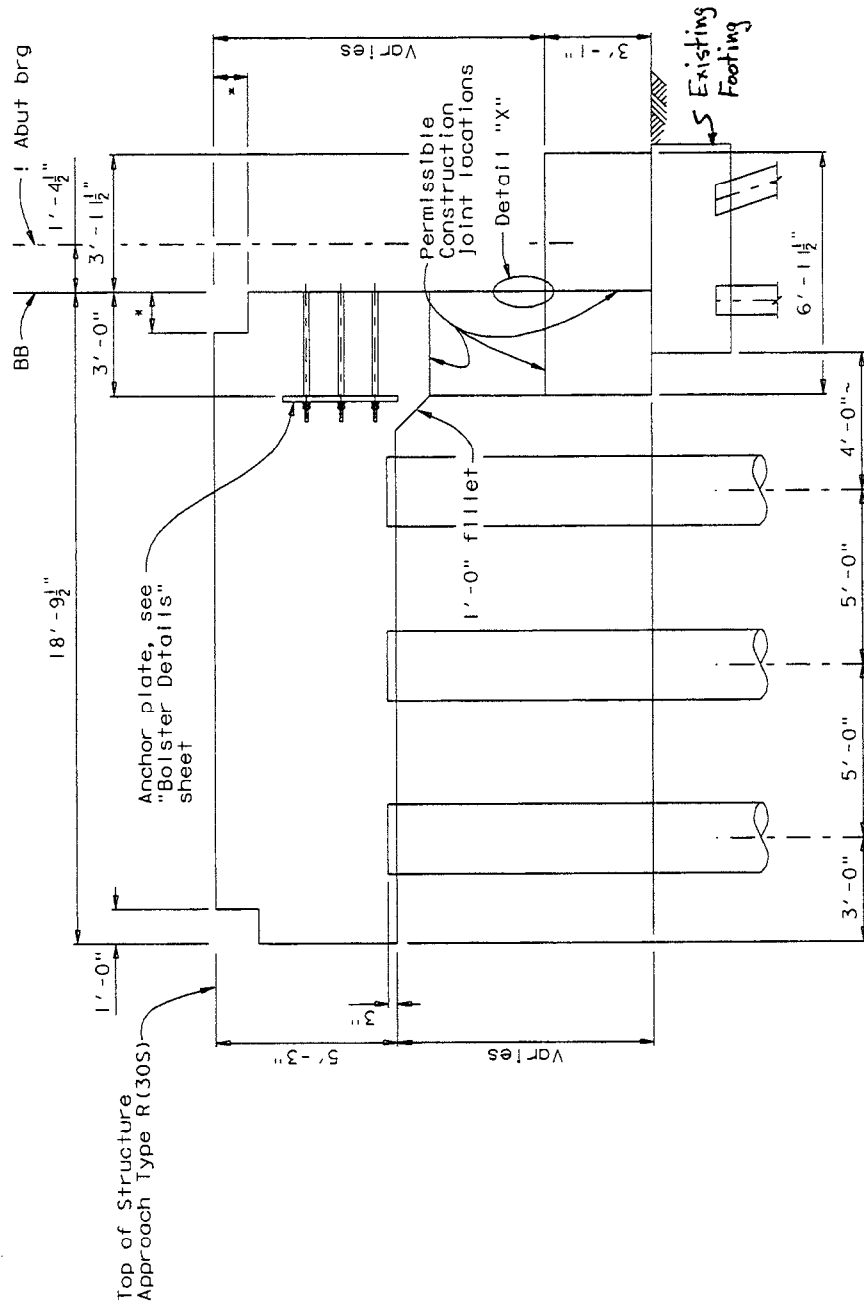 BB
! Abut brg
1'-4½"
18'-9½"
3'-0"
3'-1½"
1'-0"
*
*
Top of Structure
Approach Type R(30S)
Anchor plate, see
"Bolster Details"
sheet
5'-3"
3"
Varies
Varies
3'-1"
Permissible
Construction
joint locations
Detail "X"
1'-0" fillet
Existing
Footing
6'-1½"
3'-0"
5'-0"
5'-0"
4'-0"~